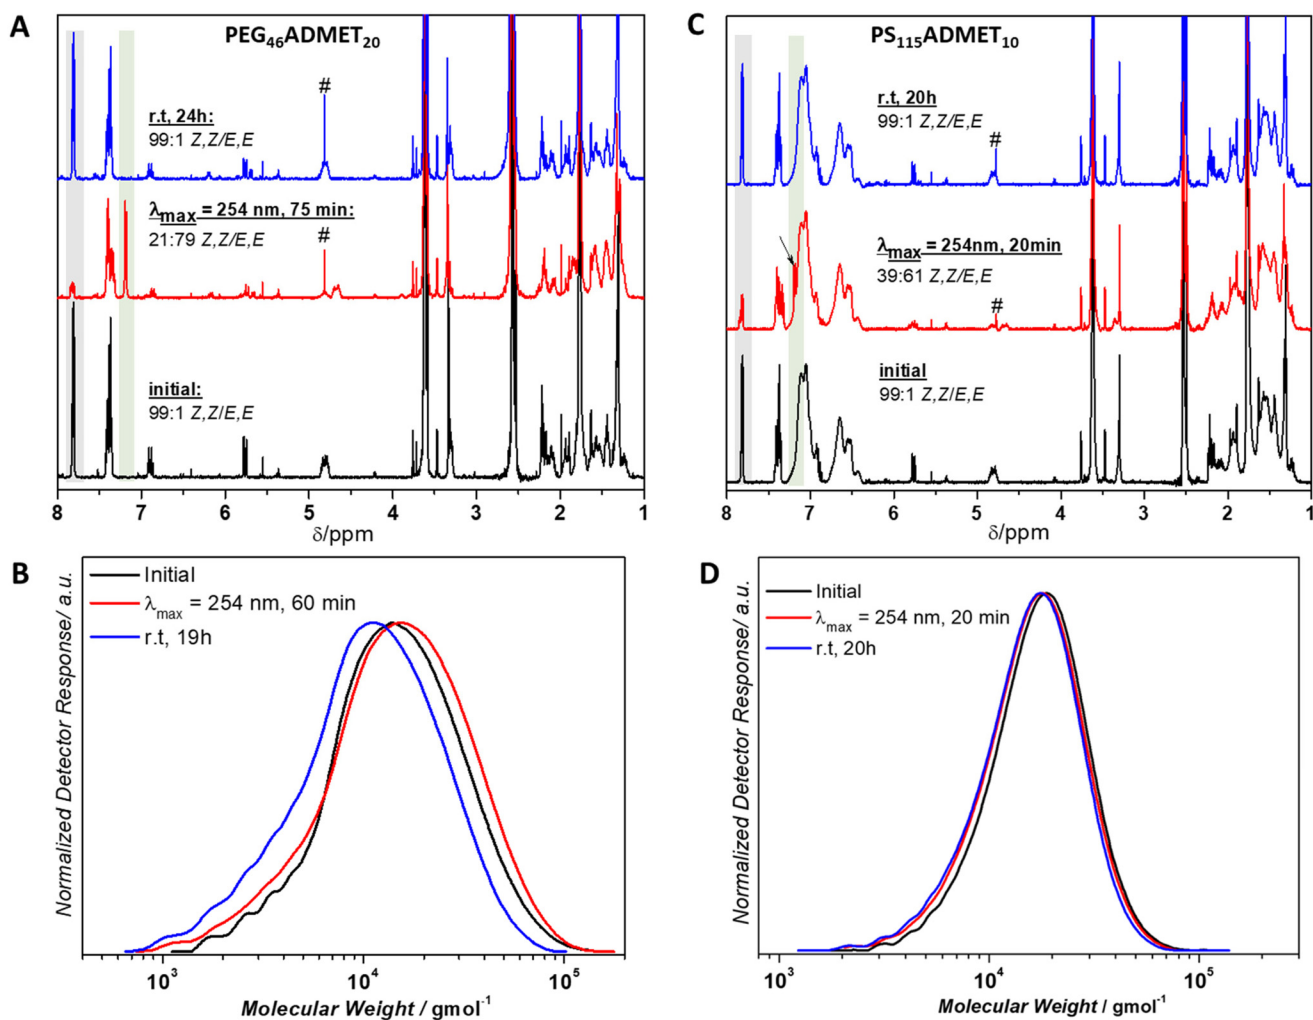 A
PEG46ADMET20
#
r.t, 24h:
99:1 Z,Z/E,E
λmax = 254 nm, 75 min:
21:79 Z,Z/E,E
#
initial:
99:1 Z,Z/E,E
8 7 6 5 4 3 2 1
δ/ppm
C
PS115ADMET10
r.t, 20h
99:1 Z,Z/E,E
#
λmax = 254nm, 20min
39:61 Z,Z/E,E
#
initial
99:1 Z,Z/E,E
8 7 6 5 4 3 2 1
δ/ppm
B
Initial
λmax = 254 nm, 60 min
r.t, 19h
Normalized Detector Response/ a.u.
10³ 10⁴ 10⁵
Molecular Weight / gmol⁻¹
D
Initial
λmax = 254 nm, 20 min
r.t, 20h
Normalized Detector Response/ a.u.
10³ 10⁴ 10⁵
Molecular Weight / gmol⁻¹